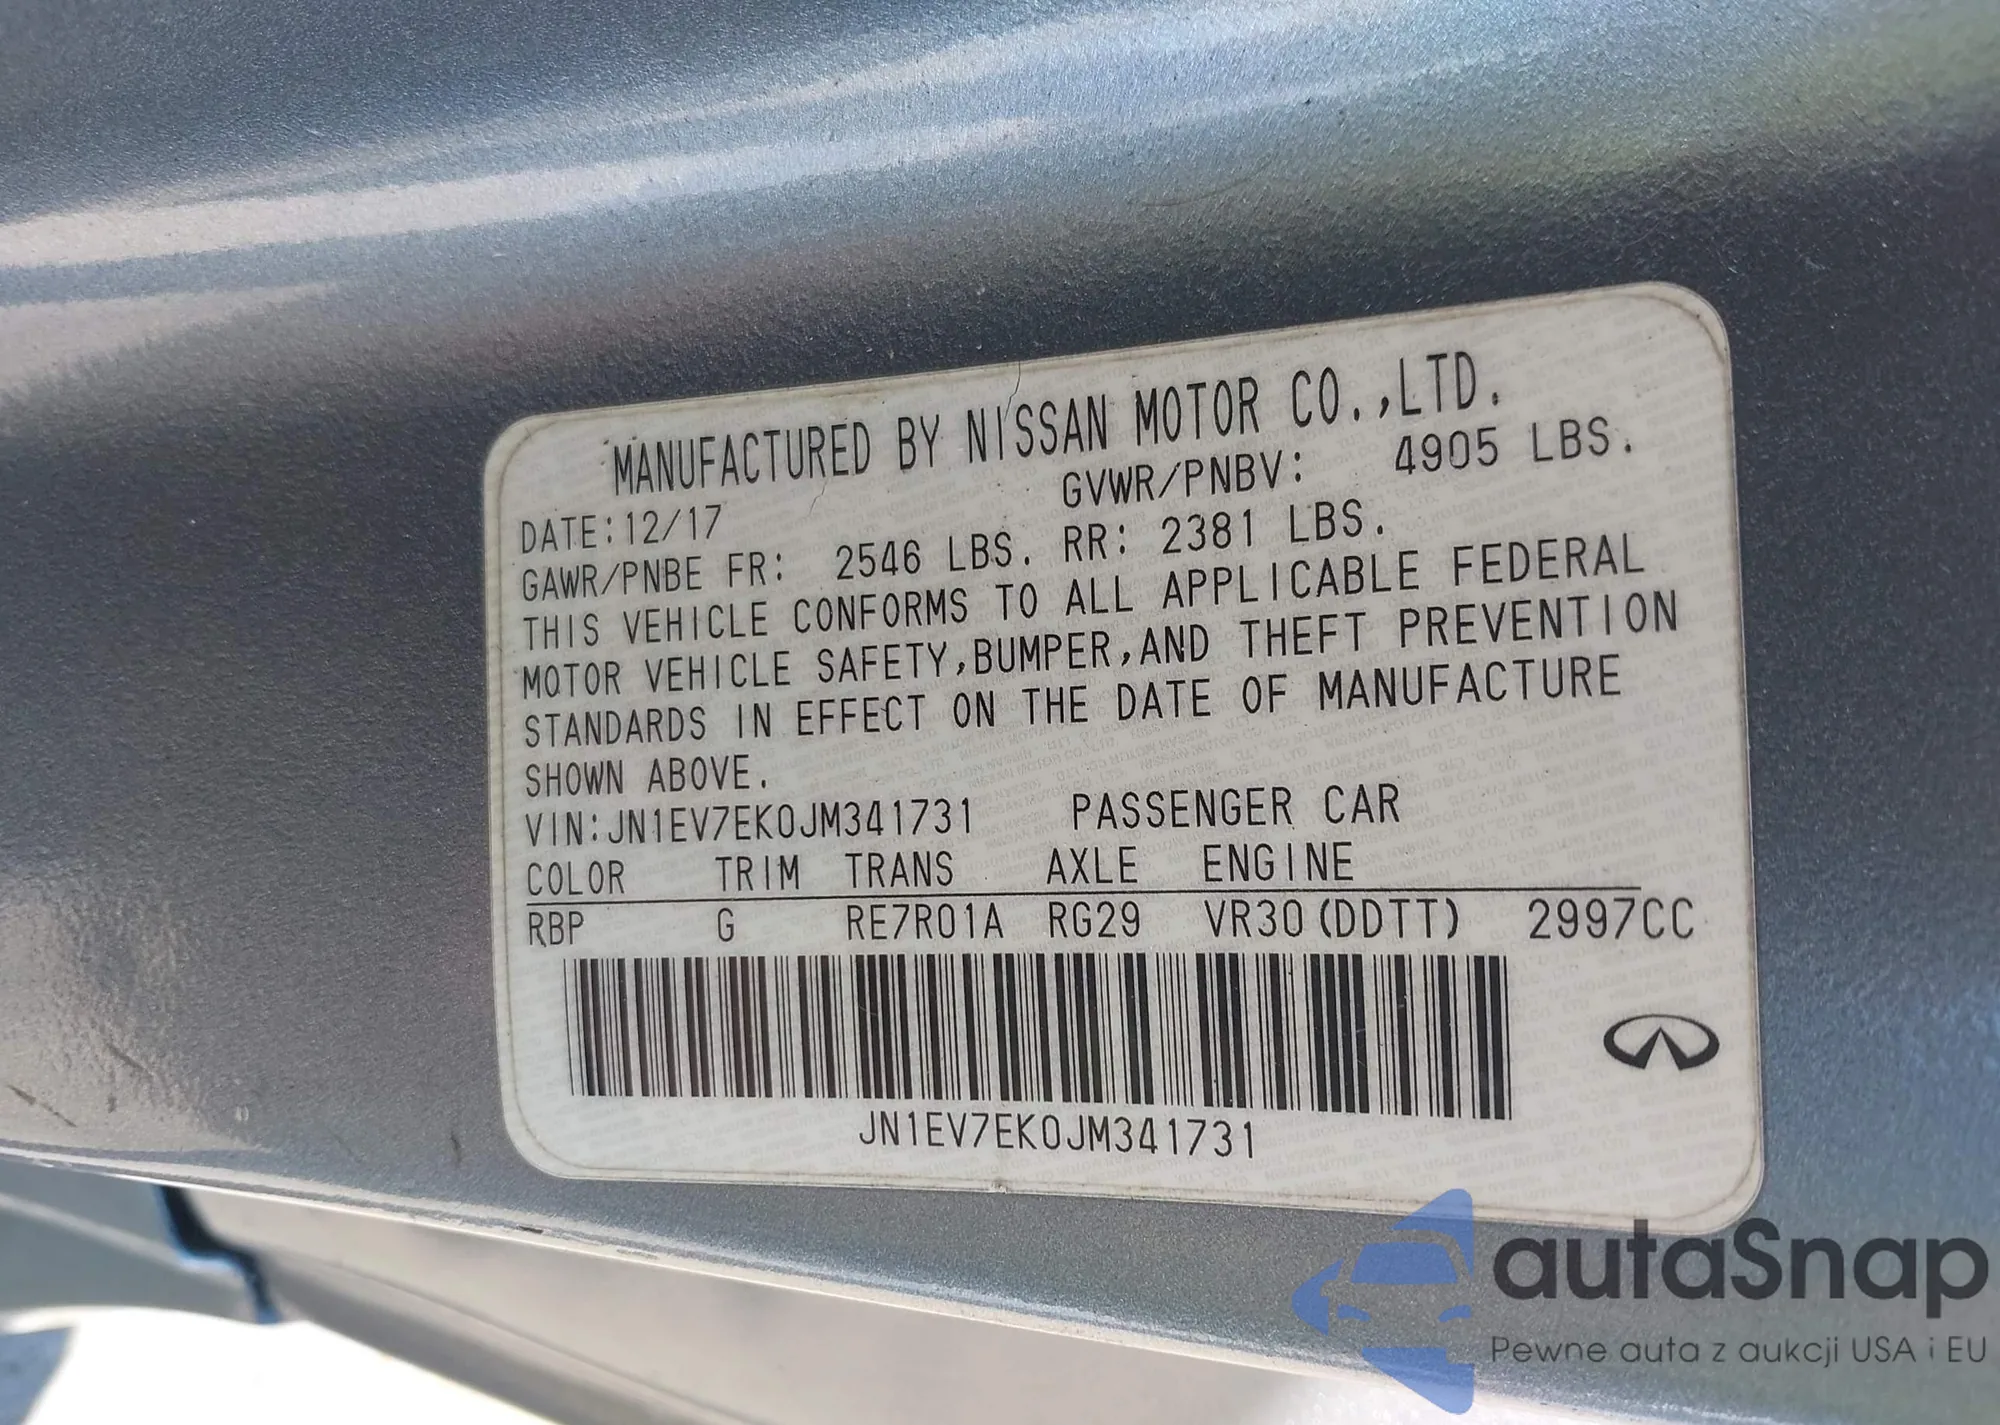 MANUFACTURED BY NISSAN MOTOR CO.,LTD.
DATE:12/17 GVWR/PNBV: 4905 LBS.
GAWR/PNBE FR: 2546 LBS. RR: 2381 LBS.
THIS VEHICLE CONFORMS TO ALL APPLICABLE FEDERAL
MOTOR VEHICLE SAFETY,BUMPER,AND THEFT PREVENTION
STANDARDS IN EFFECT ON THE DATE OF MANUFACTURE
SHOWN ABOVE.
VIN:JN1EV7EK0JM341731 PASSENGER CAR
COLOR TRIM TRANS AXLE ENGINE
RBP G RE7R01A RG29 VR30(DDTT) 2997CC
JN1EV7EK0JM341731
autaSnap
Pewne auta z aukcji USA i EU